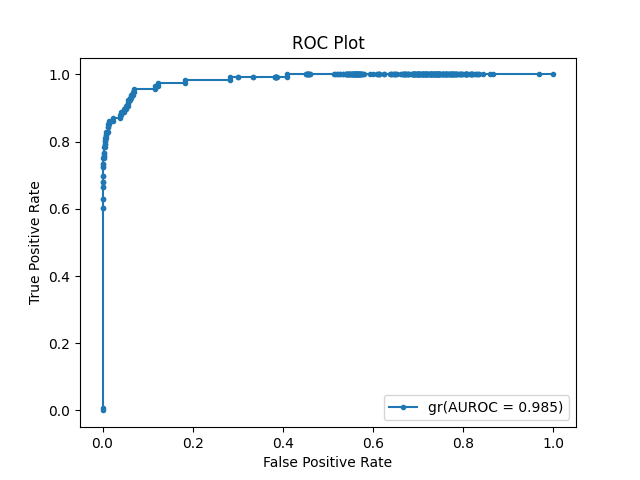 ROC Plot
True Positive Rate
1.0
0.8
0.6
0.4
0.2
0.0
gr(AUROC = 0.985)
0.0 0.2 0.4 0.6 0.8 1.0
False Positive Rate